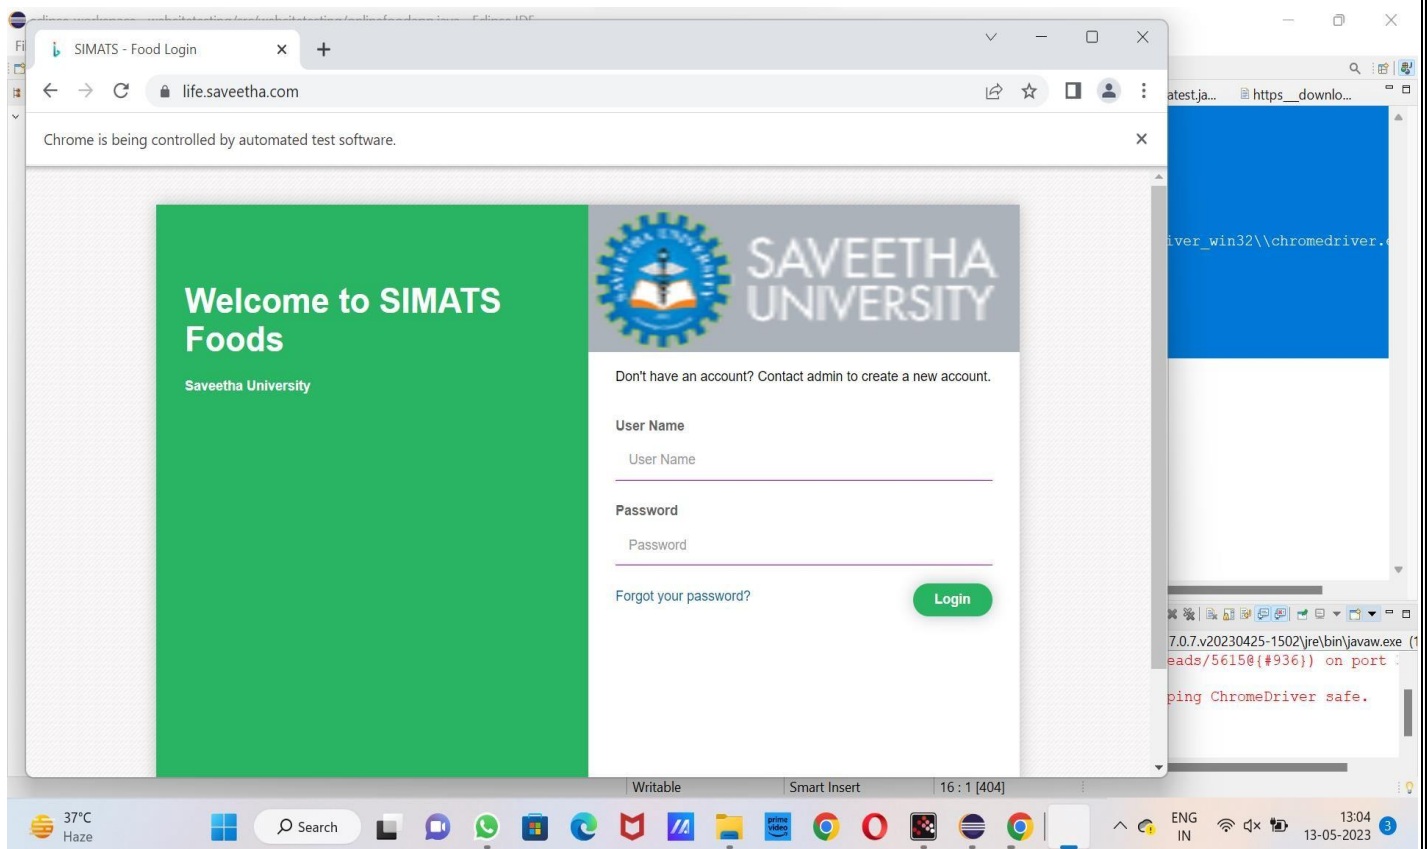 SIMATS - Food Login
life.saveetha.com
atest.ja... https__downlo...
Chrome is being controlled by automated test software.
iver_win32\\chromedriver.e
SAVEETHA UNIVERSITY
SAVEETHA
UNIVERSITY
Welcome to SIMATS
Foods
Saveetha University
Don't have an account? Contact admin to create a new account.
User Name
User Name
Password
Password
Forgot your password?
Login
7.0.7.v20230425-1502\jre\bin\javaw.exe (1
eads/5615@{#936}) on port
ping ChromeDriver safe.
Writable
Smart Insert
16 : 1 [404]
37°C
Haze
Search
prime
video
ENG
IN
13:04
13-05-2023
3